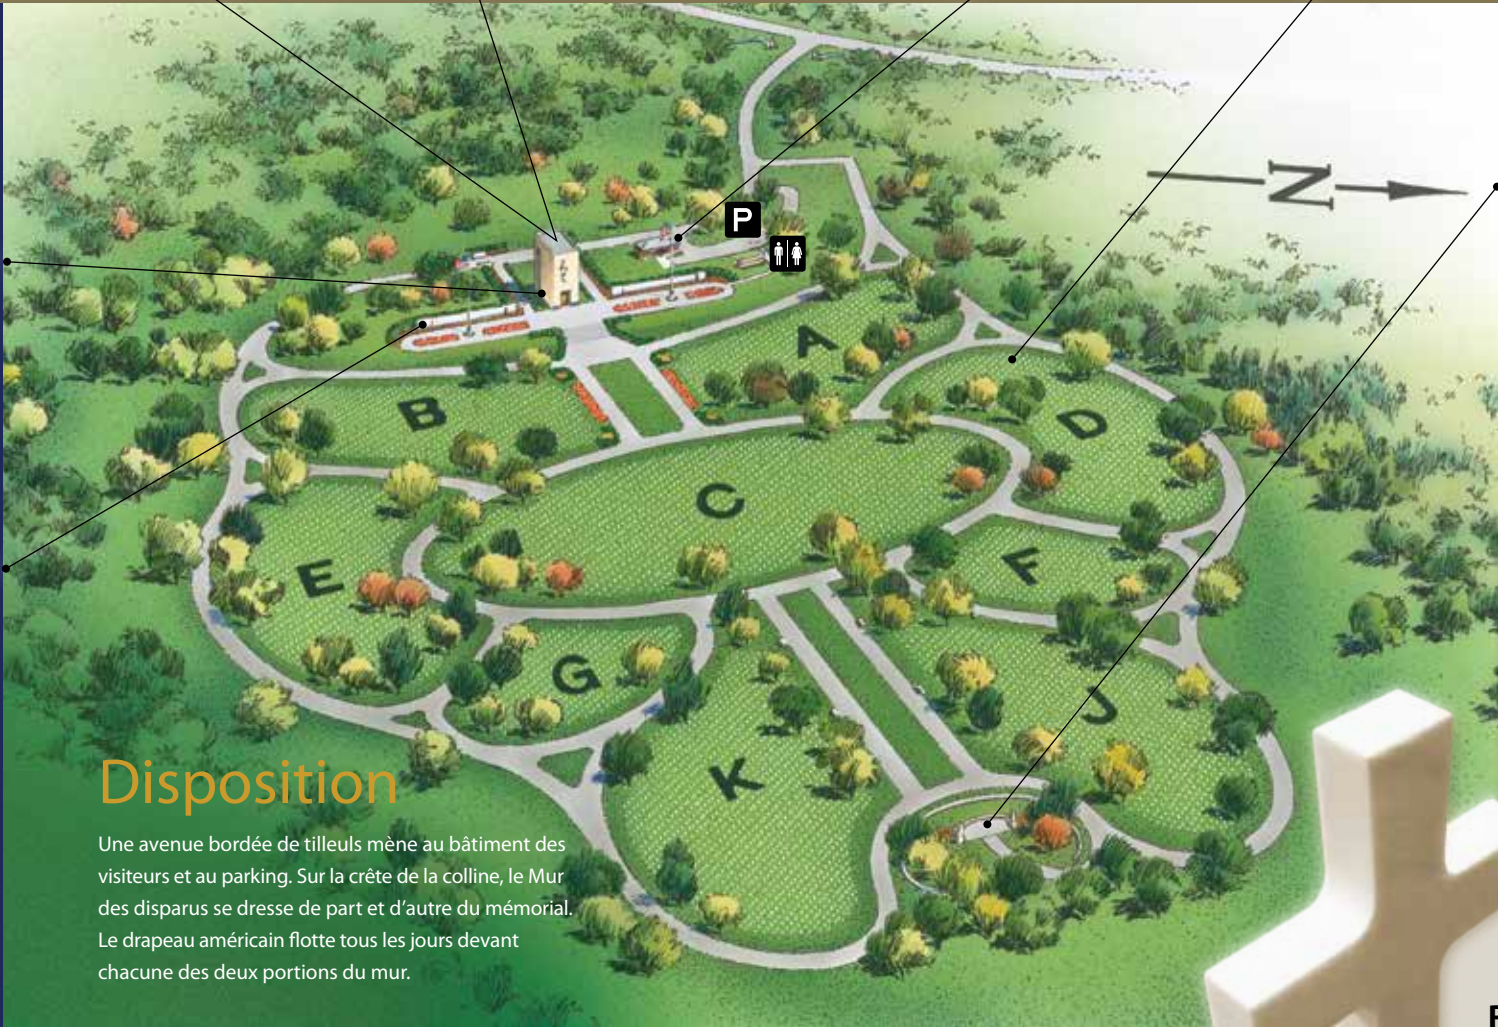 P
N
A
B
D
C
E
F
G
J
K
Disposition
Une avenue bordée de tilleuls mène au bâtiment des
visiteurs et au parking. Sur la crête de la colline, le Mur
des disparus se dresse de part et d’autre du mémorial.
Le drapeau américain flotte tous les jours devant
chacune des deux portions du mur.